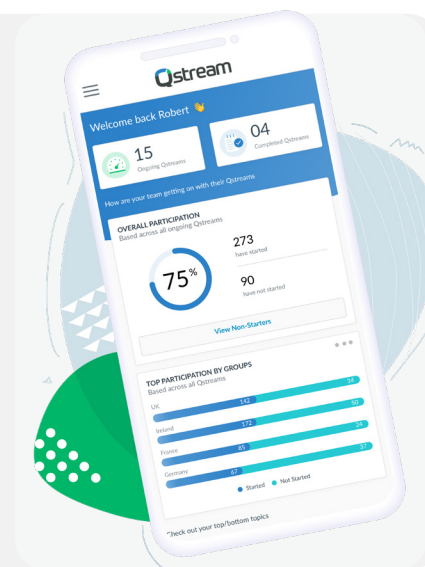 Qstream
Welcome back Robert 👋
15
Ongoing Qstreams
04
Completed Qstreams
How are your team getting on with their Qstreams
OVERALL PARTICIPATION
Based across all ongoing Qstreams
75%
273
have started
90
have not started
View Non-Starters
TOP PARTICIPATION BY GROUPS
Based across all Qstreams
UK
142
34
Ireland
172
50
France
85
24
Germany
67
37
Started
Not Started
Check out your top/bottom topics